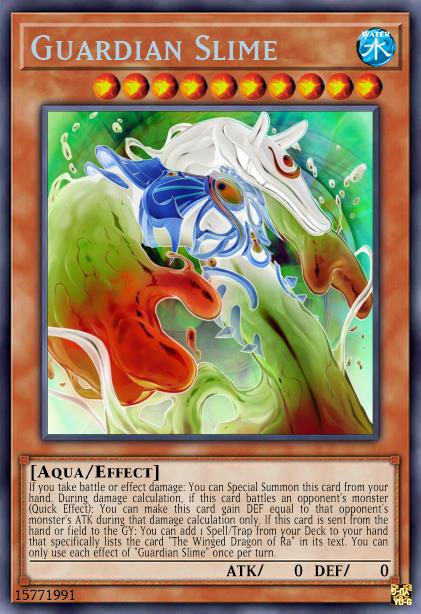 GUARDIAN SLIME
WATER
水
[AQUA/EFFECT]
If you take battle or effect damage: You can Special Summon this card from your
hand. During damage calculation, if this card battles an opponent's monster
(Quick Effect): You can make this card gain DEF equal to that opponent's
monster's ATK during that damage calculation only. If this card is sent from the
hand or field to the GY: You can add 1 Spell/Trap from your Deck to your hand
that specifically lists the card "The Winged Dragon of Ra" in its text. You can
only use each effect of "Guardian Slime" once per turn.
ATK/ 0 DEF/ 0
15771991